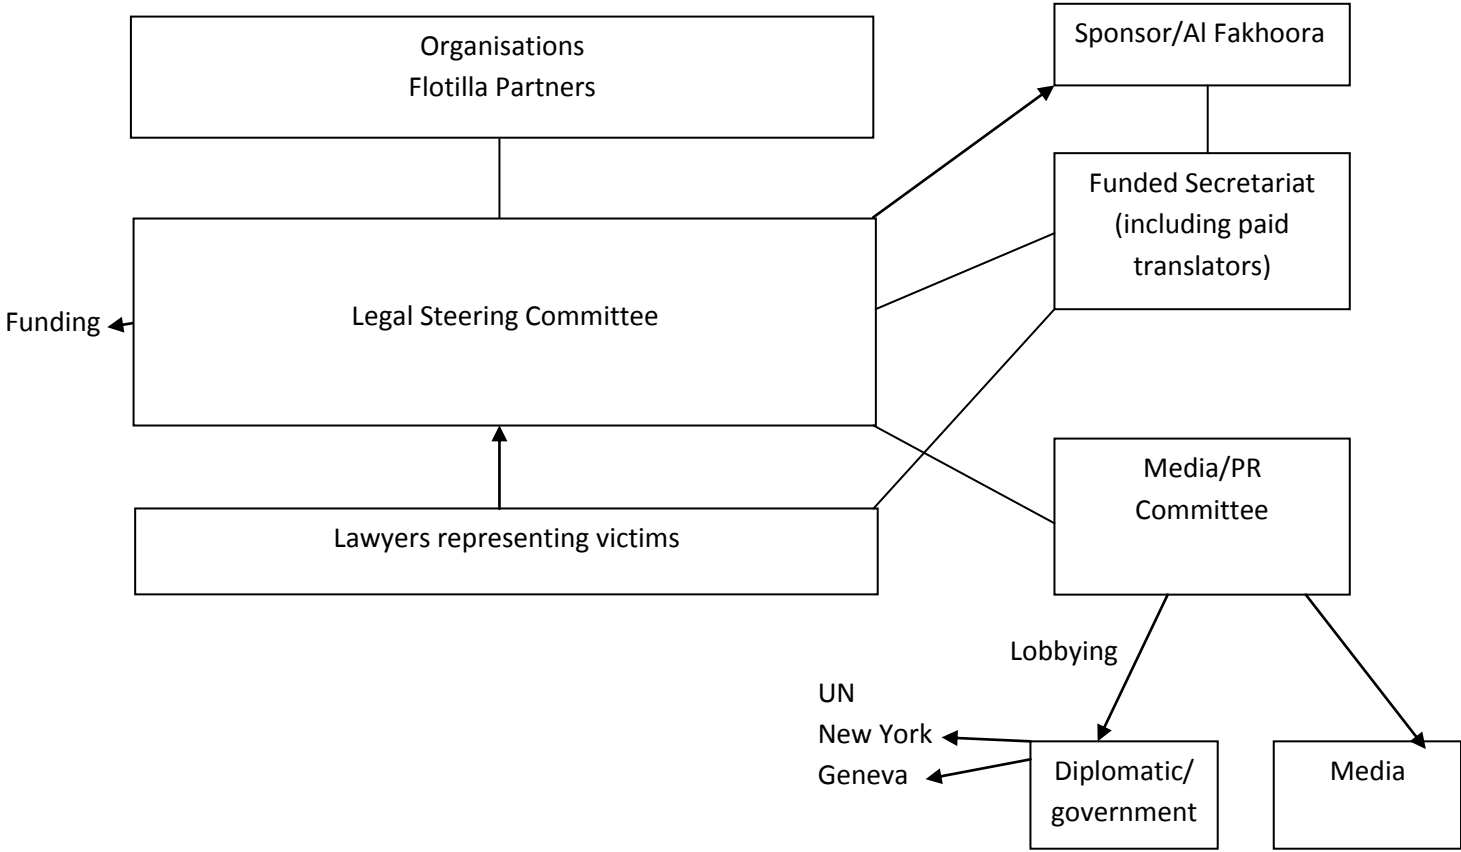 Organisations
Flotilla Partners
Sponsor/Al Fakhoora
Funded Secretariat
(including paid
translators)
Funding
Legal Steering Committee
Lawyers representing victims
Media/PR
Committee
Lobbying
UN
New York
Geneva
Diplomatic/
government
Media